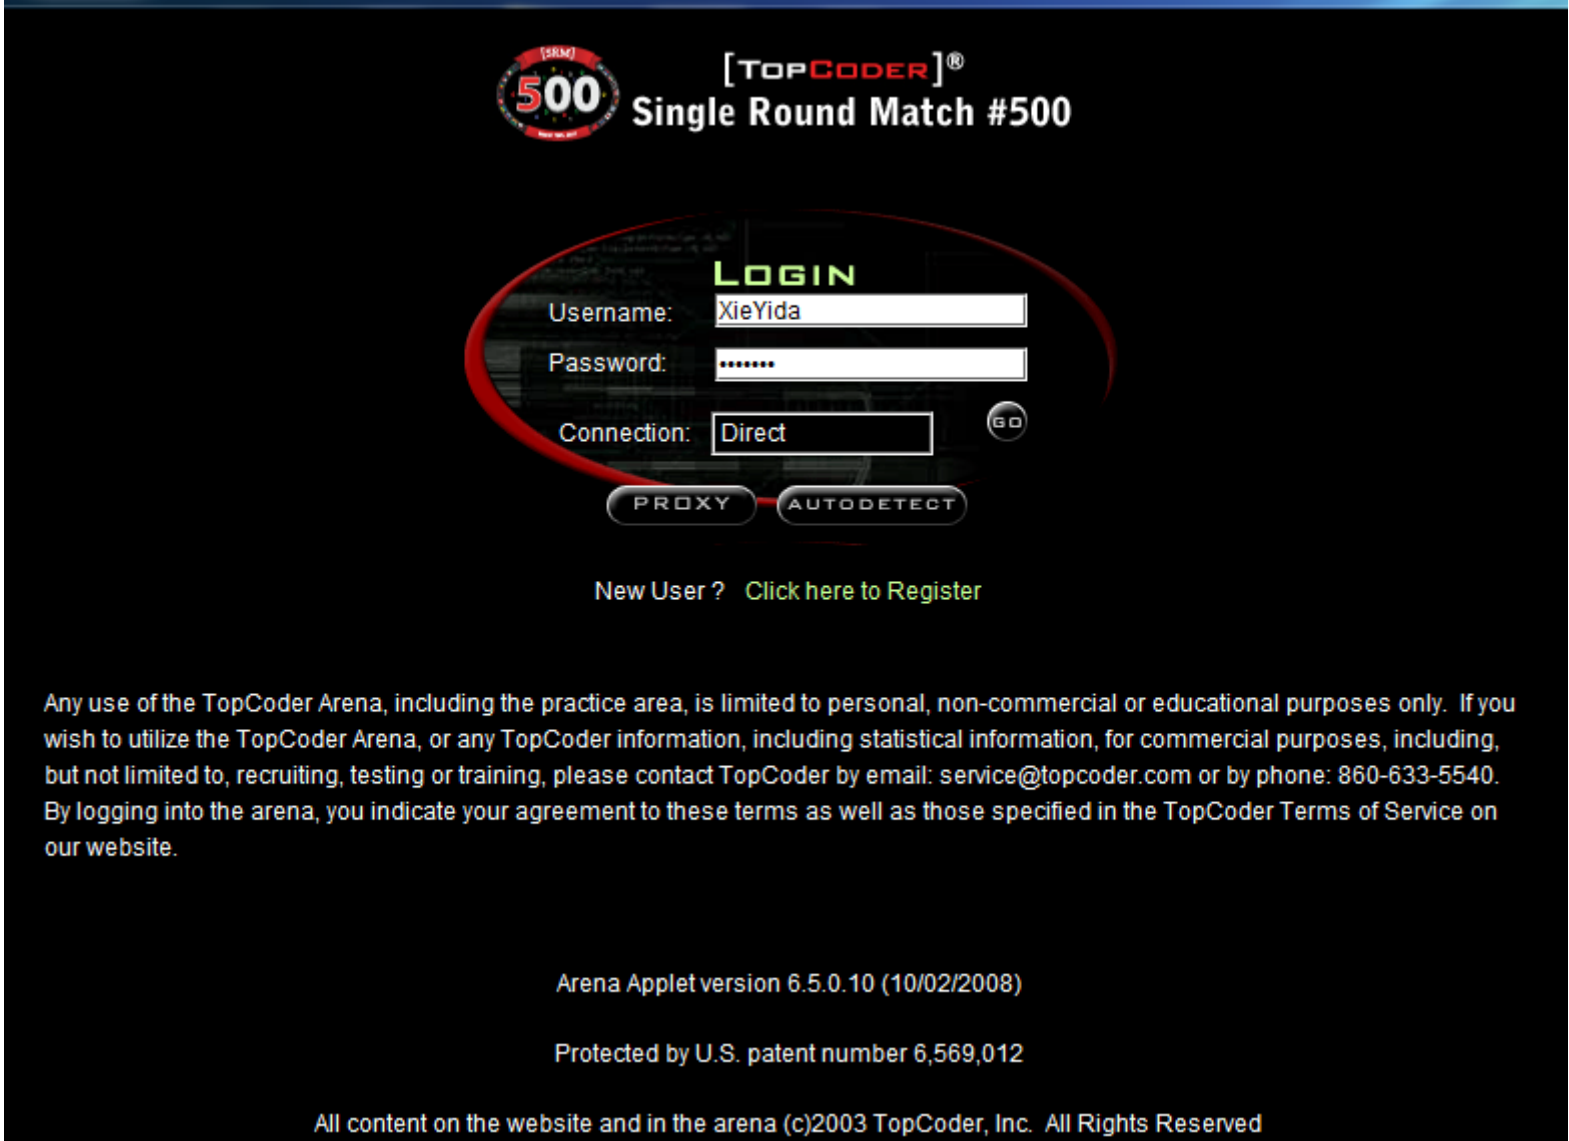 [SRM]
500
[TOPCODER]®
Single Round Match #500
LOGIN
Username: XieYida
Password: •••••••
Connection: Direct
GO
PROXY AUTODETECT
New User ? Click here to Register
Any use of the TopCoder Arena, including the practice area, is limited to personal, non-commercial or educational purposes only. If you
wish to utilize the TopCoder Arena, or any TopCoder information, including statistical information, for commercial purposes, including,
but not limited to, recruiting, testing or training, please contact TopCoder by email: service@topcoder.com or by phone: 860-633-5540.
By logging into the arena, you indicate your agreement to these terms as well as those specified in the TopCoder Terms of Service on
our website.
Arena Applet version 6.5.0.10 (10/02/2008)
Protected by U.S. patent number 6,569,012
All content on the website and in the arena (c)2003 TopCoder, Inc. All Rights Reserved